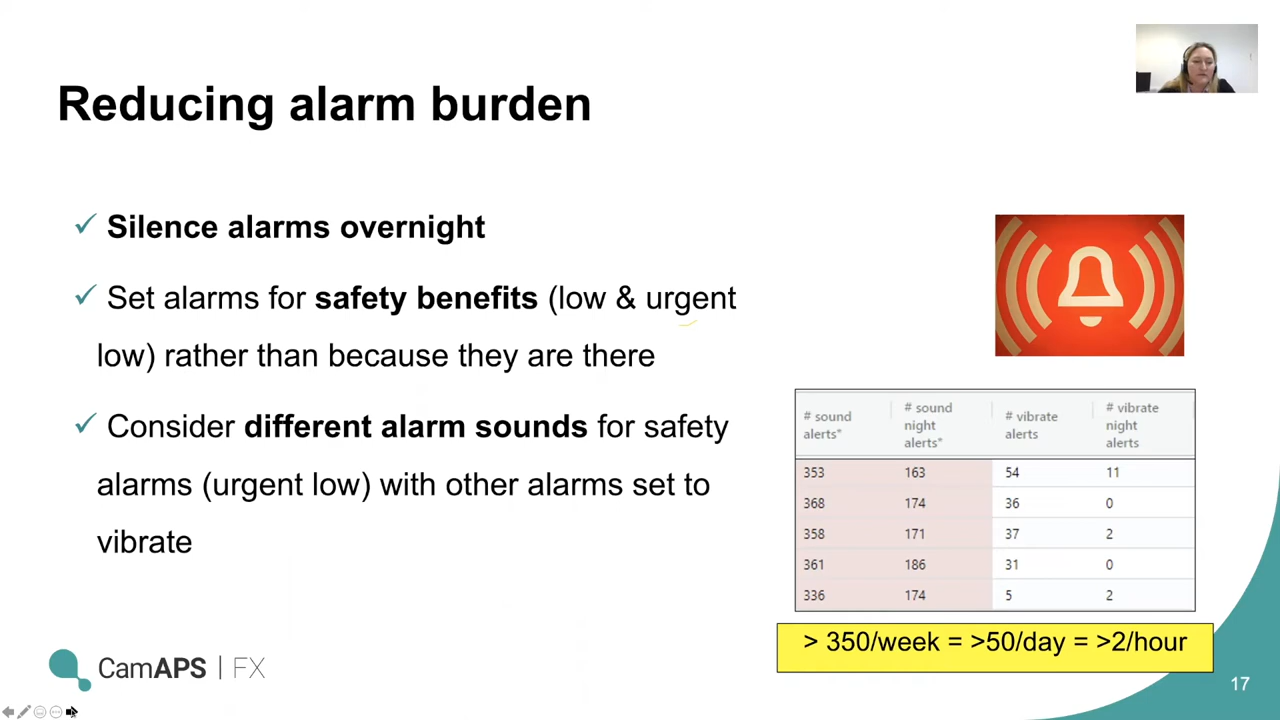 Reducing alarm burden
✓ Silence alarms overnight
✓ Set alarms for safety benefits (low & urgent
low) rather than because they are there
✓ Consider different alarm sounds for safety
alarms (urgent low) with other alarms set to
vibrate
# sound alerts* # sound night alerts* # vibrate alerts # vibrate night alerts
353 163 54 11
368 174 36 0
358 171 37 2
361 186 31 0
336 174 5 2
> 350/week = >50/day = >2/hour
CamAPS | FX
17